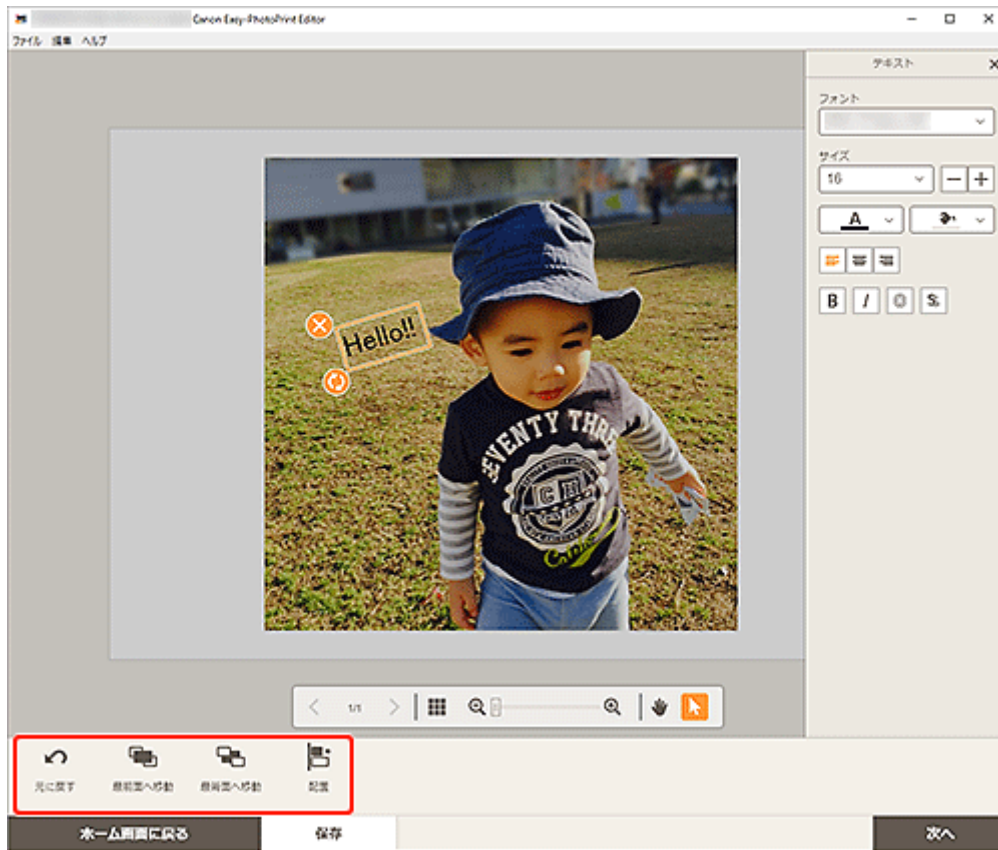 Canon Easy-PhotoPrint Editor
ファイル 編集 ヘルプ
テキスト
フォント
サイズ
16
A
B I O S
Hello!!
SEVENTY THRE
1/1
元に戻す 最前面へ移動 最背面へ移動 配置
ホーム画面に戻る 保存 次へ